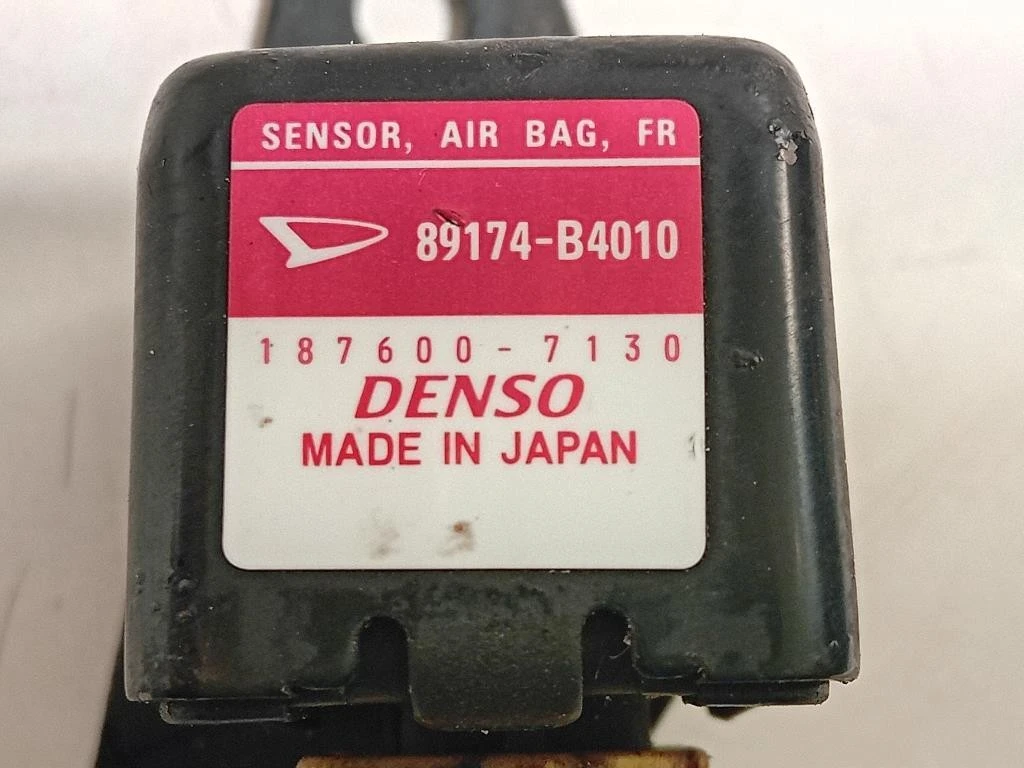 SENSOR, AIR BAG, FR
89174-B4010
187600-7130
DENSO
MADE IN JAPAN